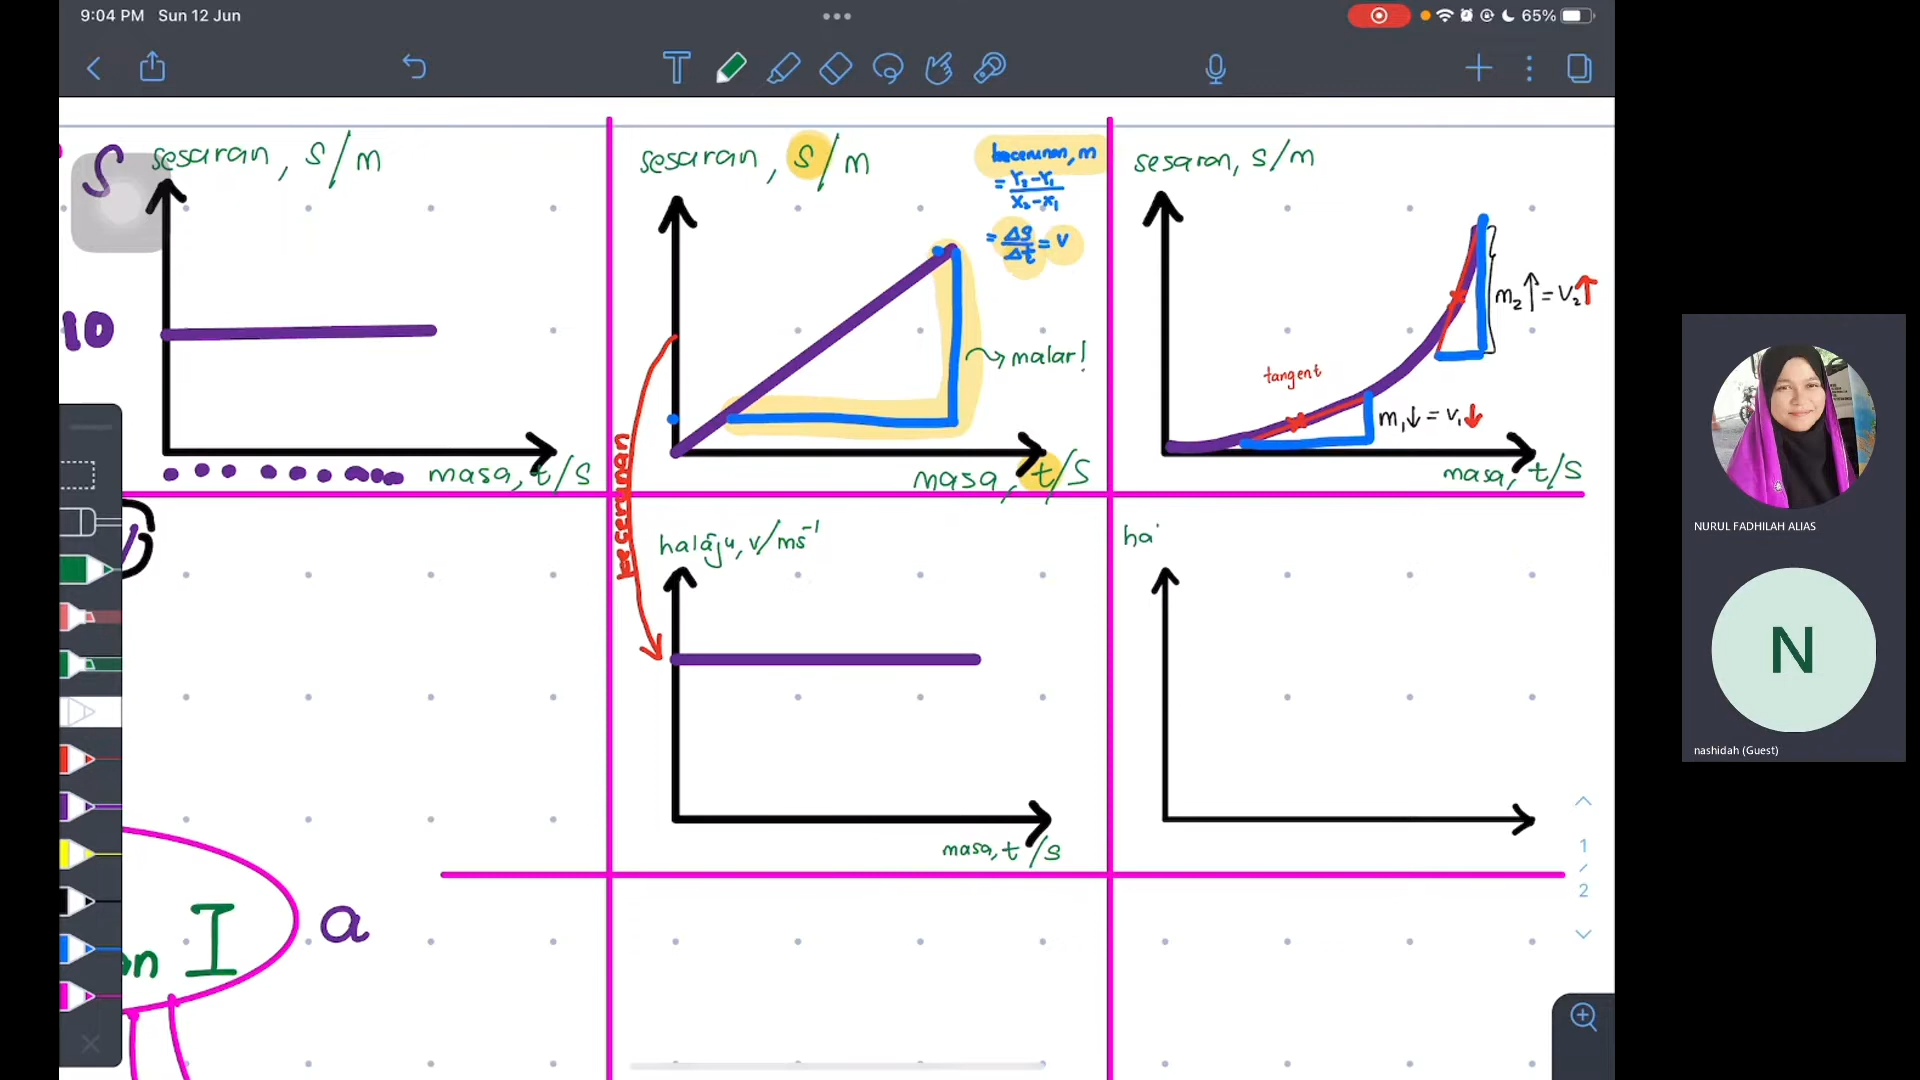 9:04 PM Sun 12 Jun
65%
S
sesaran, s/m
10
masa, t/s
sesaran, s/m
kecerunan, m
= Y₂-Y₁
X₂-X₁
= Δs
Δt
= v
malar!
masa, t/s
kecerunan
sesaran, s/m
m₂↑ = v₂↑
tangent
m₁↓ = v₁↓
masa, t/s
halaju, v/ms⁻¹
masa, t/s
ha
on I
a
1
/
2
NURUL FADHILAH ALIAS
N
nashidah (Guest)